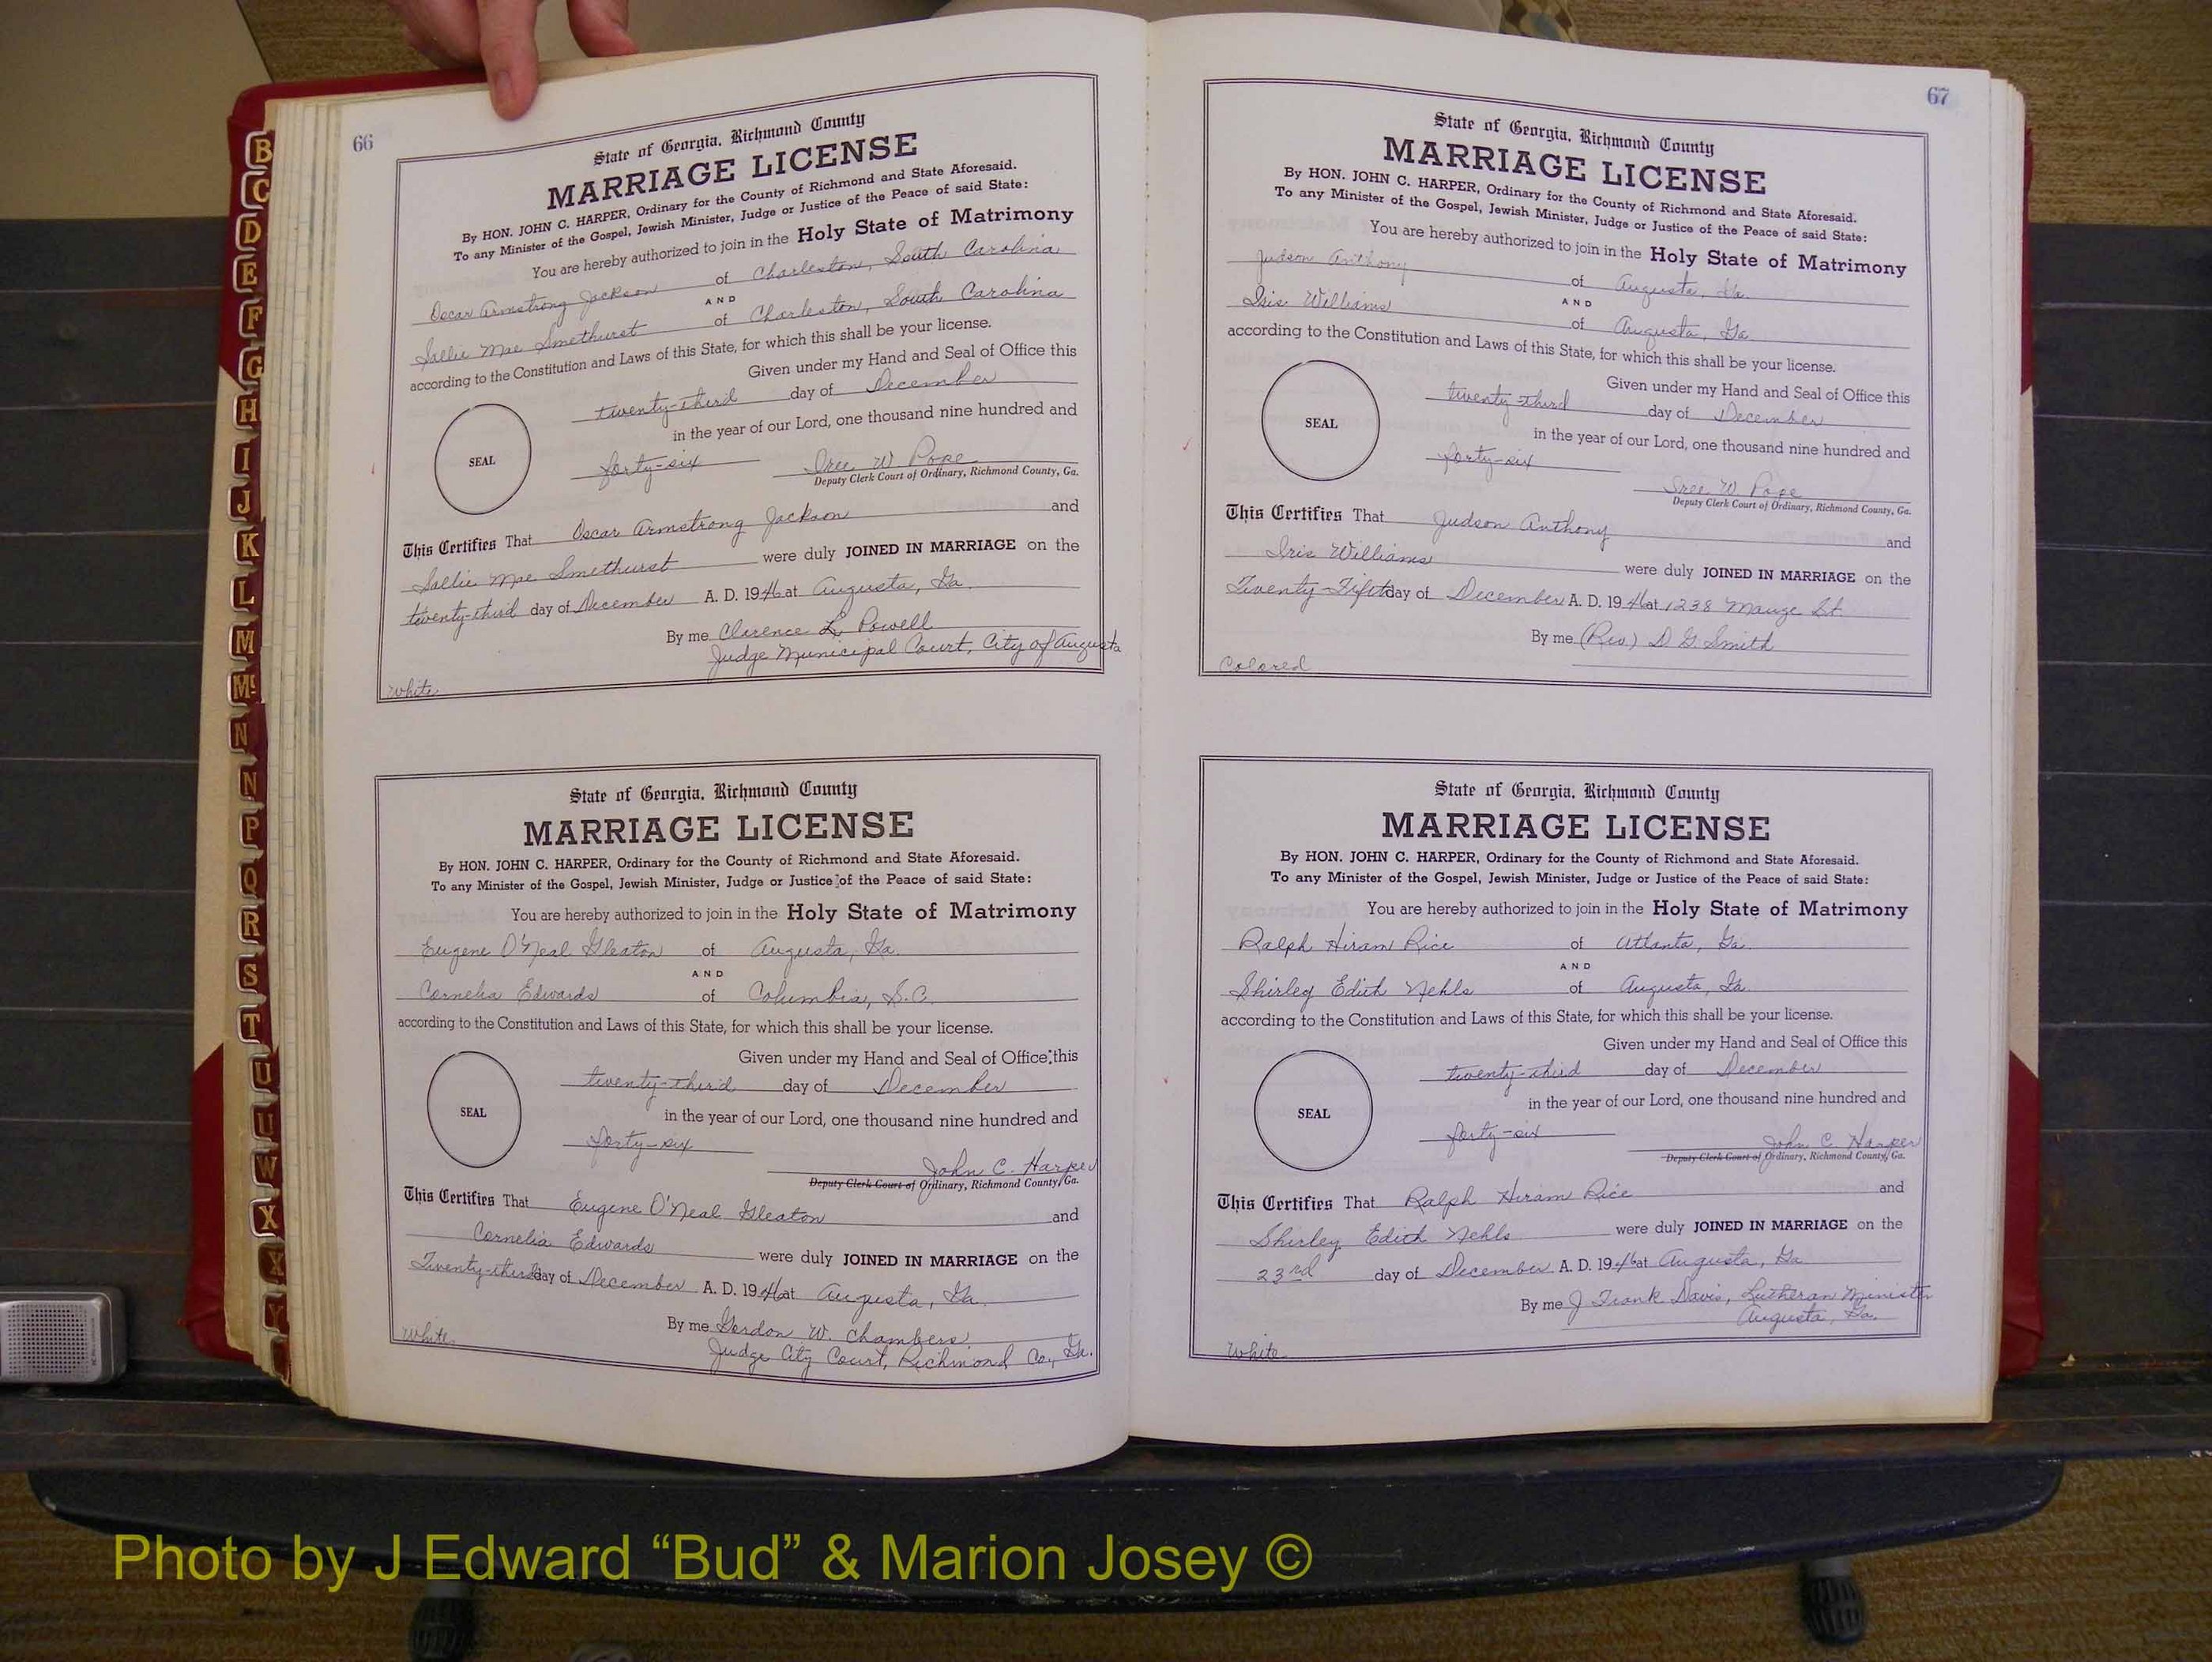 66
State of Georgia, Richmond County
MARRIAGE LICENSE
By HON. JOHN C. HARPER, Ordinary for the County of Richmond and State Aforesaid.
To any Minister of the Gospel, Jewish Minister, Judge or Justice of the Peace of said State:
You are hereby authorized to join in the Holy State of Matrimony
Oscar Armstrong Jackson of Charleston, South Carolina
AND
Sallie Mae Smethurst of Charleston, South Carolina
according to the Constitution and Laws of this State, for which this shall be your license.
Given under my Hand and Seal of Office this
twenty-third day of December
in the year of our Lord, one thousand nine hundred and
SEAL
forty-six Iree W Pope
Deputy Clerk Court of Ordinary, Richmond County, Ga.
This Certifies That Oscar Armstrong Jackson and
Sallie Mae Smethurst were duly JOINED IN MARRIAGE on the
twenty-third day of December A. D. 1946 at Augusta, Ga.
By me Clarence L Powell
Judge Municipal Court, City of Augusta
White
State of Georgia, Richmond County
MARRIAGE LICENSE
By HON. JOHN C. HARPER, Ordinary for the County of Richmond and State Aforesaid.
To any Minister of the Gospel, Jewish Minister, Judge or Justice of the Peace of said State:
You are hereby authorized to join in the Holy State of Matrimony
Eugene O'Neal Gleaton of Augusta, Ga.
AND
Cornelia Edwards of Columbia, S.C.
according to the Constitution and Laws of this State, for which this shall be your license.
Given under my Hand and Seal of Office this
twenty-third day of December
SEAL
in the year of our Lord, one thousand nine hundred and
forty-six
John C. Harper
Deputy Clerk Court of Ordinary, Richmond County, Ga.
This Certifies That Eugene O'Neal Gleaton and
Cornelia Edwards were duly JOINED IN MARRIAGE on the
Twenty-third day of December A. D. 1946 at Augusta, Ga.
By me Gordon W. Chambers
Judge City Court, Richmond Co., Ga.
White
67
State of Georgia, Richmond County
MARRIAGE LICENSE
By HON. JOHN C. HARPER, Ordinary for the County of Richmond and State Aforesaid.
To any Minister of the Gospel, Jewish Minister, Judge or Justice of the Peace of said State:
You are hereby authorized to join in the Holy State of Matrimony
Judson Anthony of Augusta, Ga.
AND
Iris Williams of Augusta, Ga.
according to the Constitution and Laws of this State, for which this shall be your license.
Given under my Hand and Seal of Office this
twenty-third day of December
SEAL
in the year of our Lord, one thousand nine hundred and
forty-six
Iree W. Pope
Deputy Clerk Court of Ordinary, Richmond County, Ga.
This Certifies That Judson Anthony and
Iris Williams were duly JOINED IN MARRIAGE on the
Twenty-Fifth day of December A. D. 1946 at 1238 Mauge St.
By me (Rev.) D G. Smith
Colored
State of Georgia, Richmond County
MARRIAGE LICENSE
By HON. JOHN C. HARPER, Ordinary for the County of Richmond and State Aforesaid.
To any Minister of the Gospel, Jewish Minister, Judge or Justice of the Peace of said State:
You are hereby authorized to join in the Holy State of Matrimony
Ralph Hiram Rice of Atlanta, Ga.
AND
Shirley Edith Nehls of Augusta, Ga.
according to the Constitution and Laws of this State, for which this shall be your license.
Given under my Hand and Seal of Office this
twenty-third day of December
in the year of our Lord, one thousand nine hundred and
SEAL
forty-six
John C. Harper
Deputy Clerk Court of Ordinary, Richmond County, Ga.
This Certifies That Ralph Hiram Rice and
Shirley Edith Nehls were duly JOINED IN MARRIAGE on the
23rd day of December A. D. 1946 at Augusta, Ga.
By me J Frank Davis, Lutheran Minister
Augusta, Ga.
White
B
C
D
E
F
G
H
I
J
K
L
M
Mc
N
N
P
Q
R
S
T
U
U
W
X
X
Y
Photo by J Edward “Bud” & Marion Josey ©